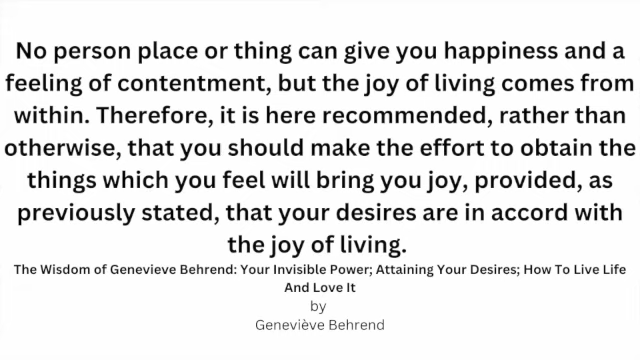 No person place or thing can give you happiness and a
feeling of contentment, but the joy of living comes from
within. Therefore, it is here recommended, rather than
otherwise, that you should make the effort to obtain the
things which you feel will bring you joy, provided, as
previously stated, that your desires are in accord with
the joy of living.
The Wisdom of Genevieve Behrend: Your Invisible Power; Attaining Your Desires; How To Live Life
And Love It
by
Geneviève Behrend